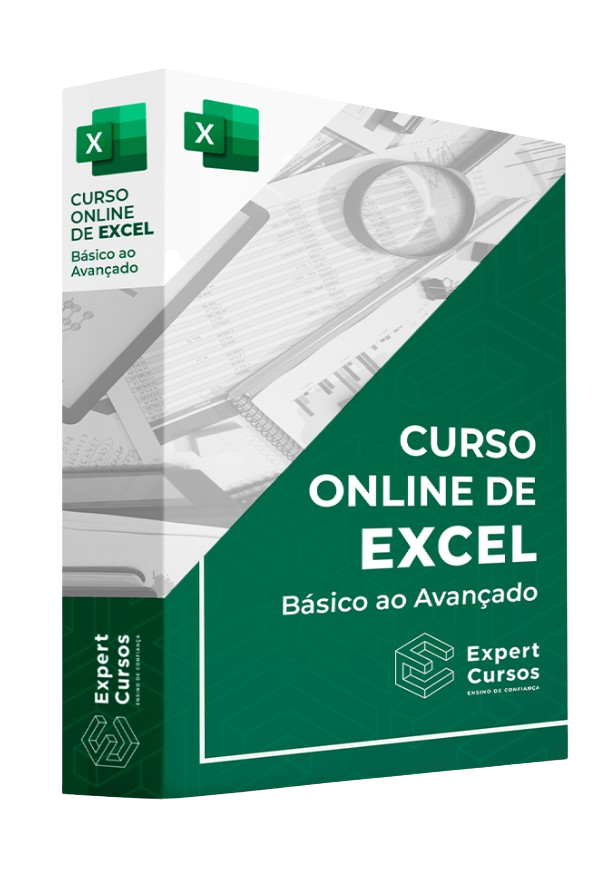 X
CURSO
ONLINE
DE EXCEL
Básico ao
Avançado
Expert
Cursos
ENSINO DE CONFIANÇA
X
CURSO
ONLINE DE
EXCEL
Básico ao Avançado
Expert
Cursos
ENSINO DE CONFIANÇA